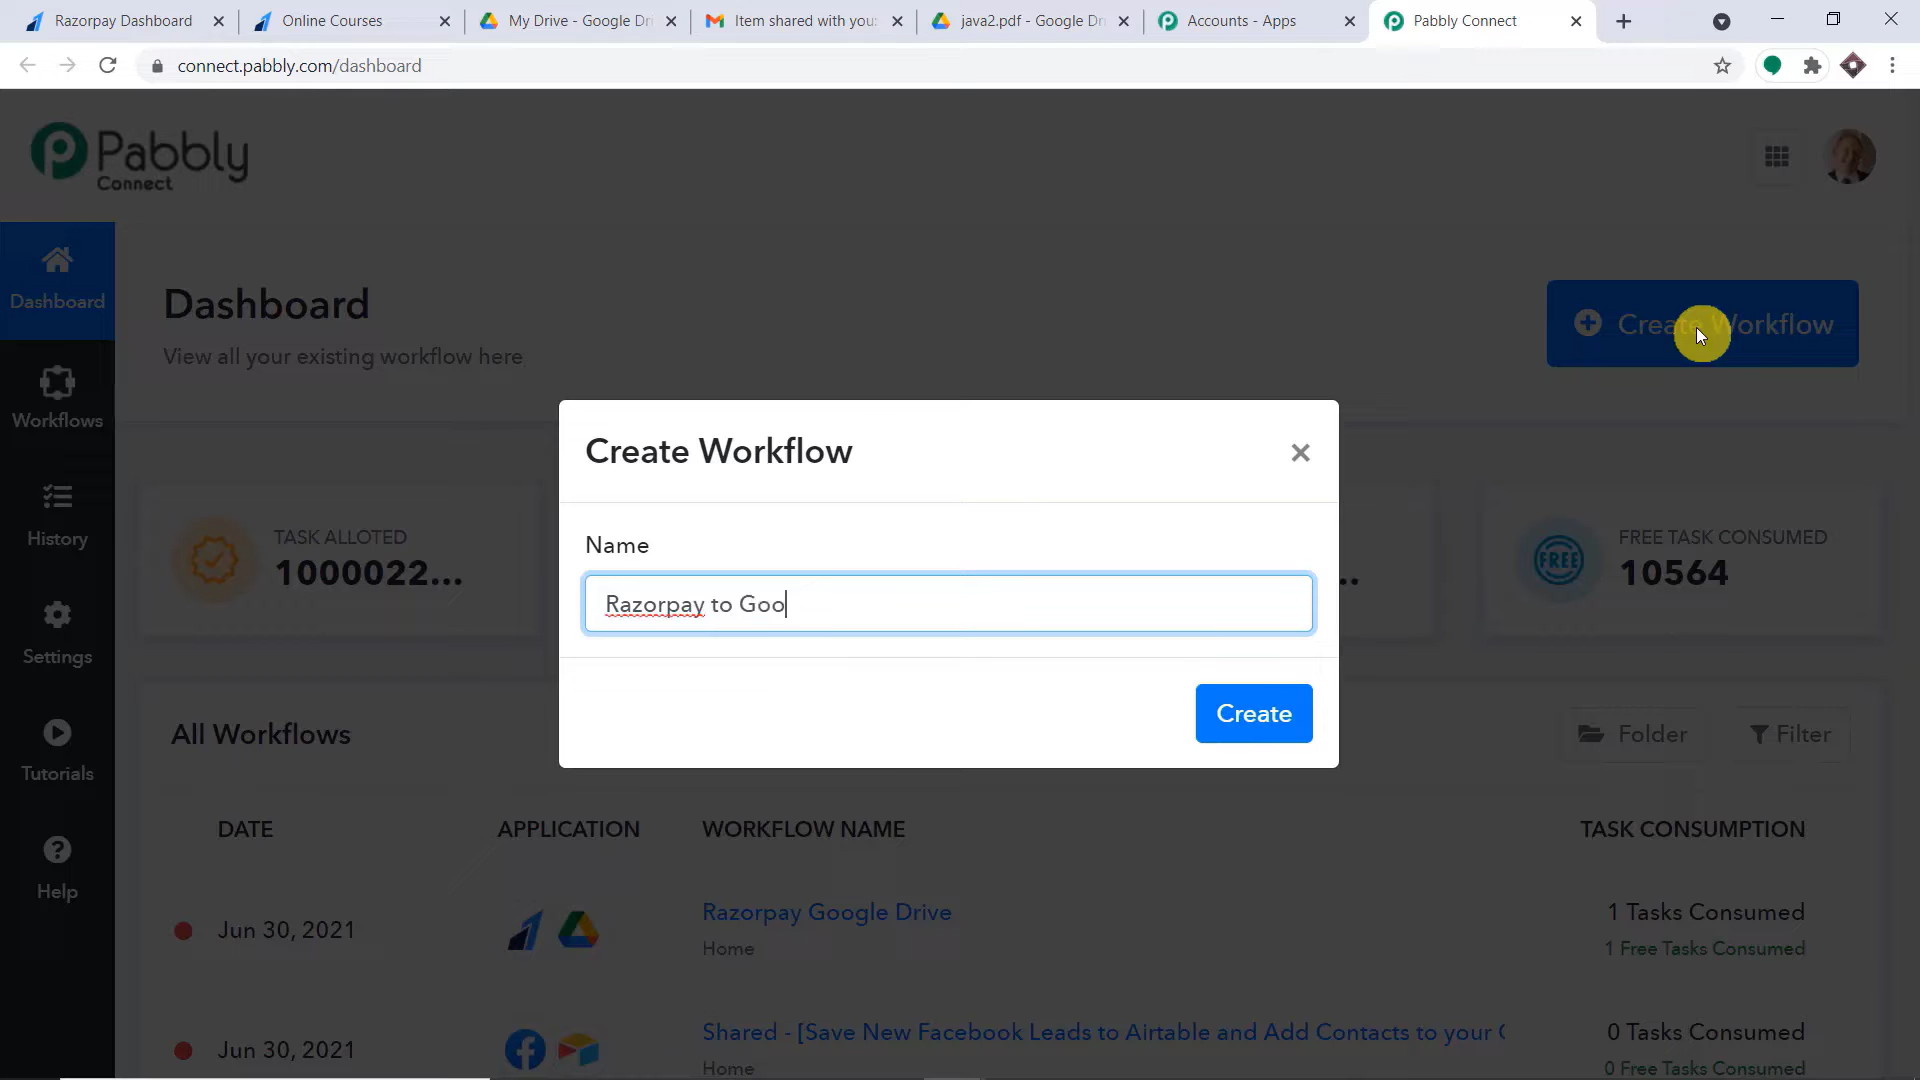 Razorpay Dashboard
Online Courses
My Drive - Google Dri
Item shared with you:
java2.pdf - Google Dr
Accounts - Apps
Pabbly Connect
connect.pabbly.com/dashboard
Pabbly
Connect
Dashboard
Workflows
History
Settings
Tutorials
Help
Dashboard
View all your existing workflow here
Create Workflow
TASK ALLOTED
1000022...
..
FREE
FREE TASK CONSUMED
10564
Create Workflow
Name
Razorpay to Goo
Create
All Workflows
Folder
Filter
DATE APPLICATION WORKFLOW NAME TASK CONSUMPTION
Jun 30, 2021 Razorpay Google Drive 1 Tasks Consumed
Home 1 Free Tasks Consumed
Jun 30, 2021 Shared - [Save New Facebook Leads to Airtable and Add Contacts to your 0 Tasks Consumed
Home 0 Free Tasks Consumed